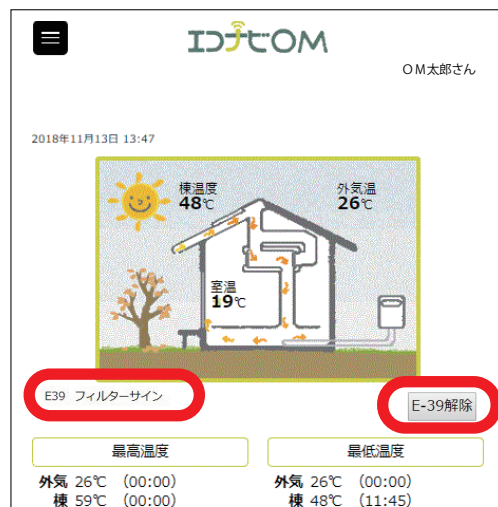 エコナビOM
OM太郎さん
2018年11月13日 13:47
棟温度
48℃
外気温
26℃
室温
19℃
E39 フィルターサイン
E-39解除
最高温度
最低温度
外気 26℃ (00:00)
棟 59℃ (00:00)
外気 26℃ (00:00)
棟 48℃ (11:45)